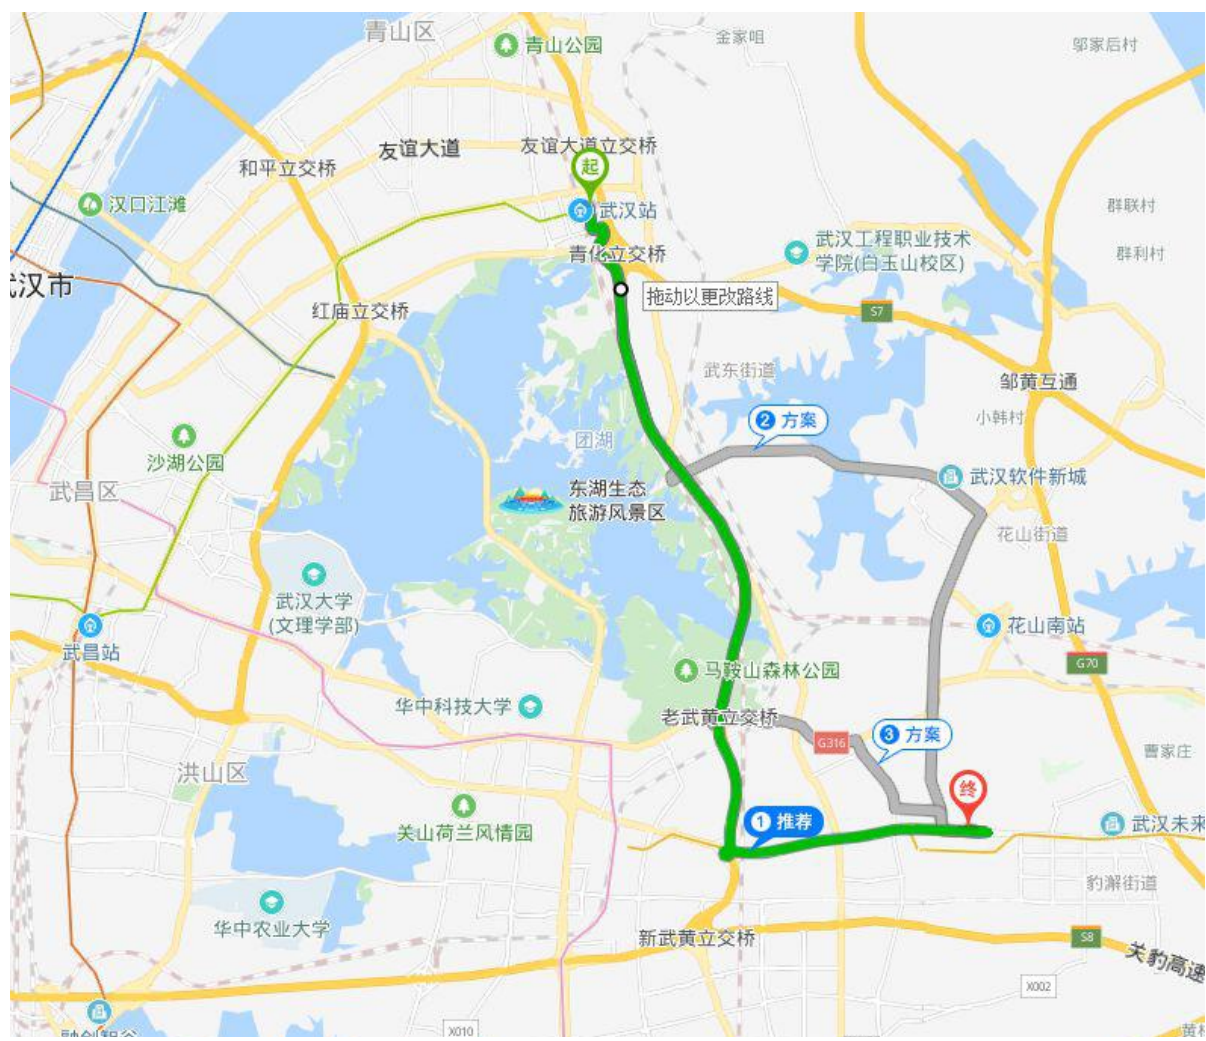 青山区
青山公园
金家咀
邬家后村
友谊大道
友谊大道立交桥
和平立交桥
起
汉口江滩
武汉站
群联村
武汉工程职业技术
学院(白玉山校区)
群利村
青化立交桥
汉市
拖动以更改路线
红庙立交桥
S7
武东街道
邹黄互通
小韩村
2 方案
团湖
沙湖公园
武昌区
东湖生态
旅游风景区
武汉软件新城
花山街道
武汉大学
(文理学部)
武昌站
花山南站
马鞍山森林公园
G70
华中科技大学
老武黄立交桥
G316
3 方案
曹家庄
洪山区
终
关山荷兰风情园
1 推荐
武汉未来
豹澥街道
华中农业大学
新武黄立交桥
S8
关豹高速
X002
X010